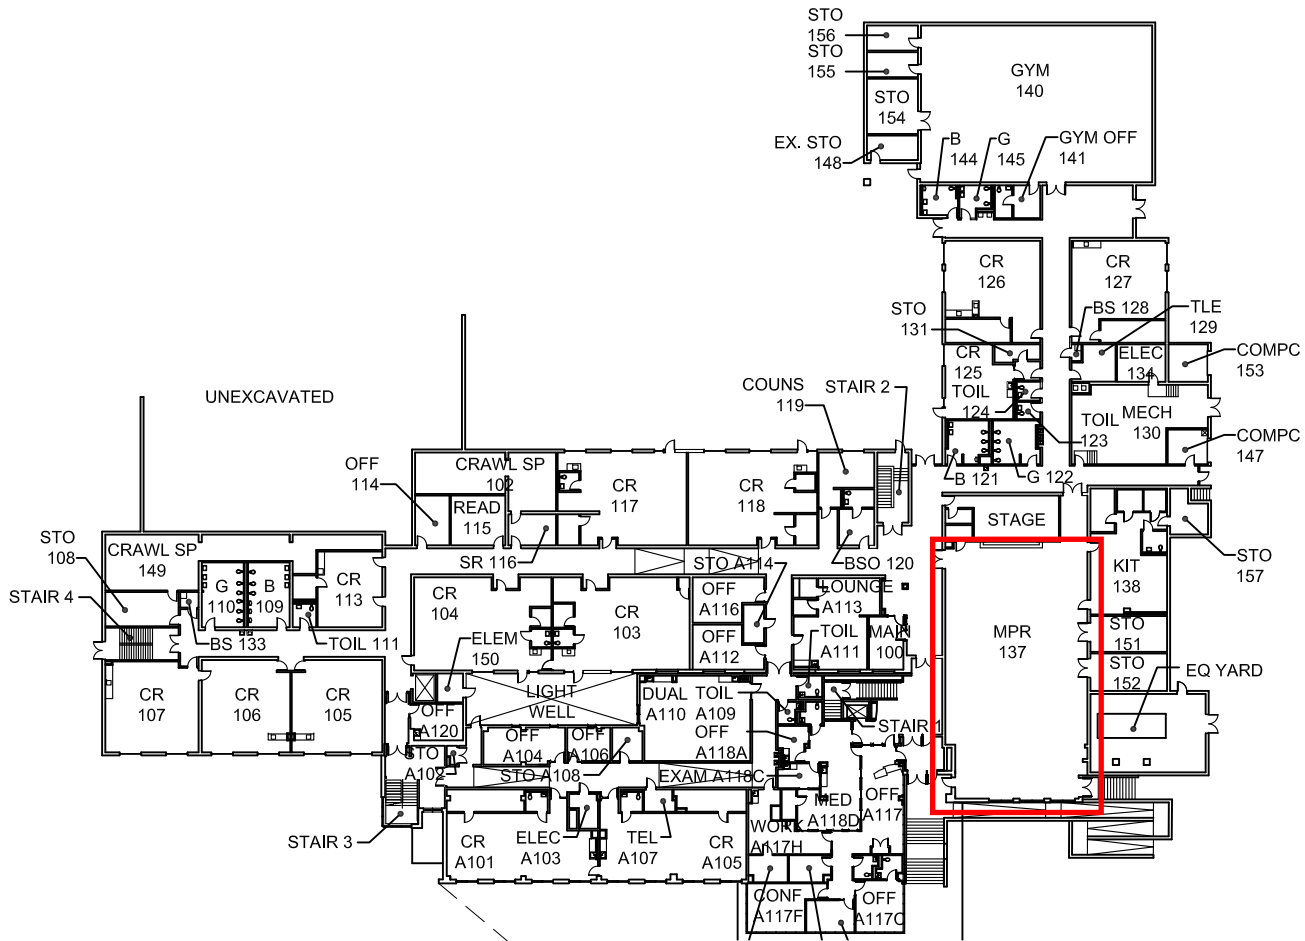 STO
156
STO
155
GYM
140
STO
154
EX. STO
148
B
144
G
145
GYM OFF
141
CR
126
CR
127
STO
131
BS 128
TLE
129
CR
125
ELEC
134
COMPC
153
TOIL
124
TOIL
123
MECH
130
COMPC
147
B 121
G 122
UNEXCAVATED
COUNS
119
STAIR 2
OFF
114
CRAWL SP
102
READ
115
CR
117
CR
118
STAGE
STO
108
CRAWL SP
149
SR 116
STO A114
BSO 120
STO
157
STAIR 4
G
110
B
109
CR
113
CR
104
CR
103
OFF
A116
LOUNGE
A113
KIT
138
BS 133
TOIL 111
ELEM
150
OFF
A112
TOIL
A111
MAIN
100
MPR
137
STO
151
STO
152
EQ YARD
CR
107
CR
106
CR
105
OFF
A120
LIGHT
WELL
DUAL
A110
TOIL
A109
STAIR 1
STO
A102
OFF
A104
OFF
A106
OFF
A118A
STO A108
EXAM A118C
STAIR 3
CR
A101
ELEC
A103
TEL
A107
CR
A105
WORK
A117H
MED
A118D
OFF
A117
CONF
A117F
OFF
A117C